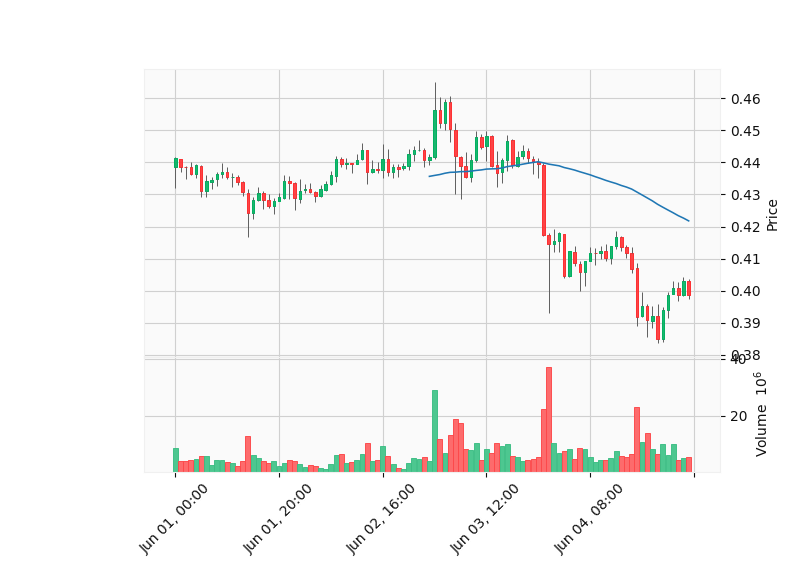 0.46
0.45
0.44
0.43
0.42
0.41
0.40
0.39
0.38
Price
40
20
Volume 10^6
Jun 01, 00:00
Jun 01, 20:00
Jun 02, 16:00
Jun 03, 12:00
Jun 04, 08:00